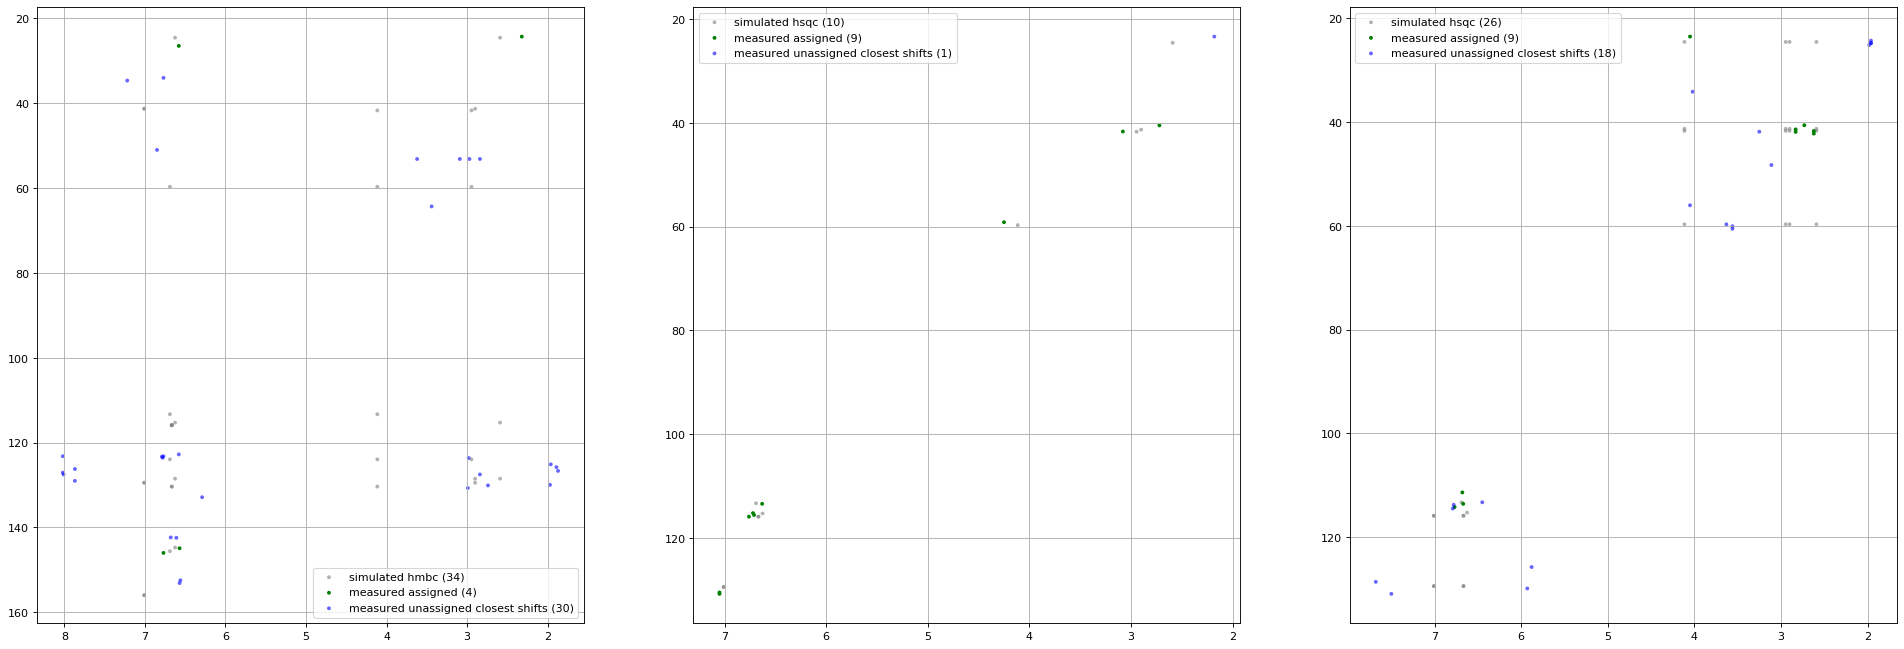 20
40
60
80
100
120
140
160
8 7 6 5 4 3 2
simulated hmbc (34)
measured assigned (4)
measured unassigned closest shifts (30)
20
40
60
80
100
120
7 6 5 4 3 2
simulated hsqc (10)
measured assigned (9)
measured unassigned closest shifts (1)
20
40
60
80
100
120
7 6 5 4 3 2
simulated hsqc (26)
measured assigned (9)
measured unassigned closest shifts (18)